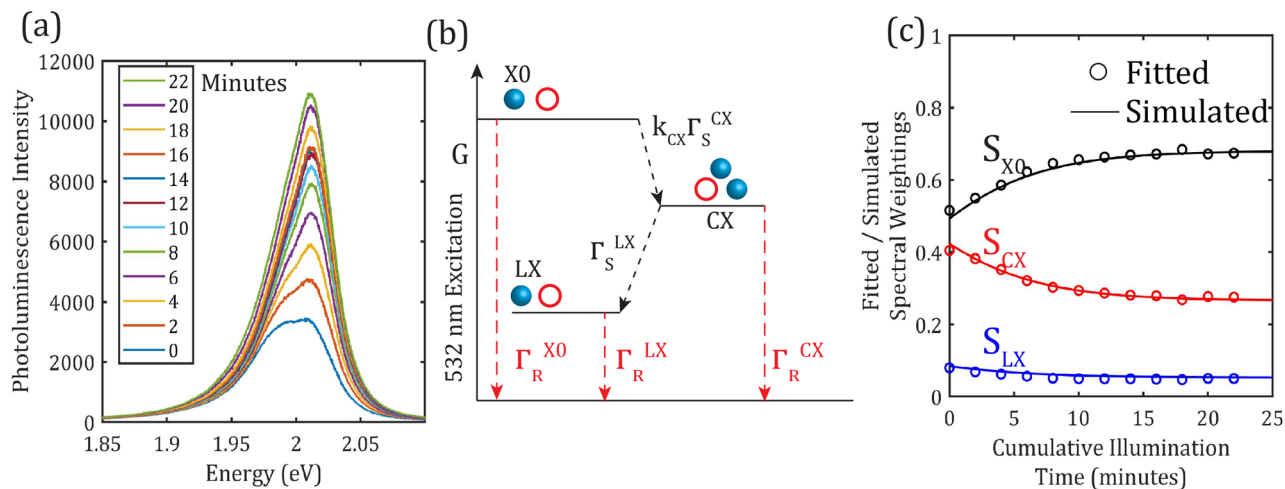 (a)
Photoluminescence Intensity
12000
10000
8000
6000
4000
2000
0
Minutes
22
20
18
16
14
12
10
8
6
4
2
0
1.85
1.9
1.95
2
2.05
Energy (eV)
(b)
532 nm Excitation
G
X0
k_CX Γ_S^CX
CX
Γ_S^LX
LX
Γ_R^X0
Γ_R^LX
Γ_R^CX
(c)
Fitted / Simulated
Spectral Weightings
1
0.8
0.6
0.4
0.2
0
Fitted
Simulated
S_X0
S_CX
S_LX
0
5
10
15
20
25
Cumulative Illumination
Time (minutes)